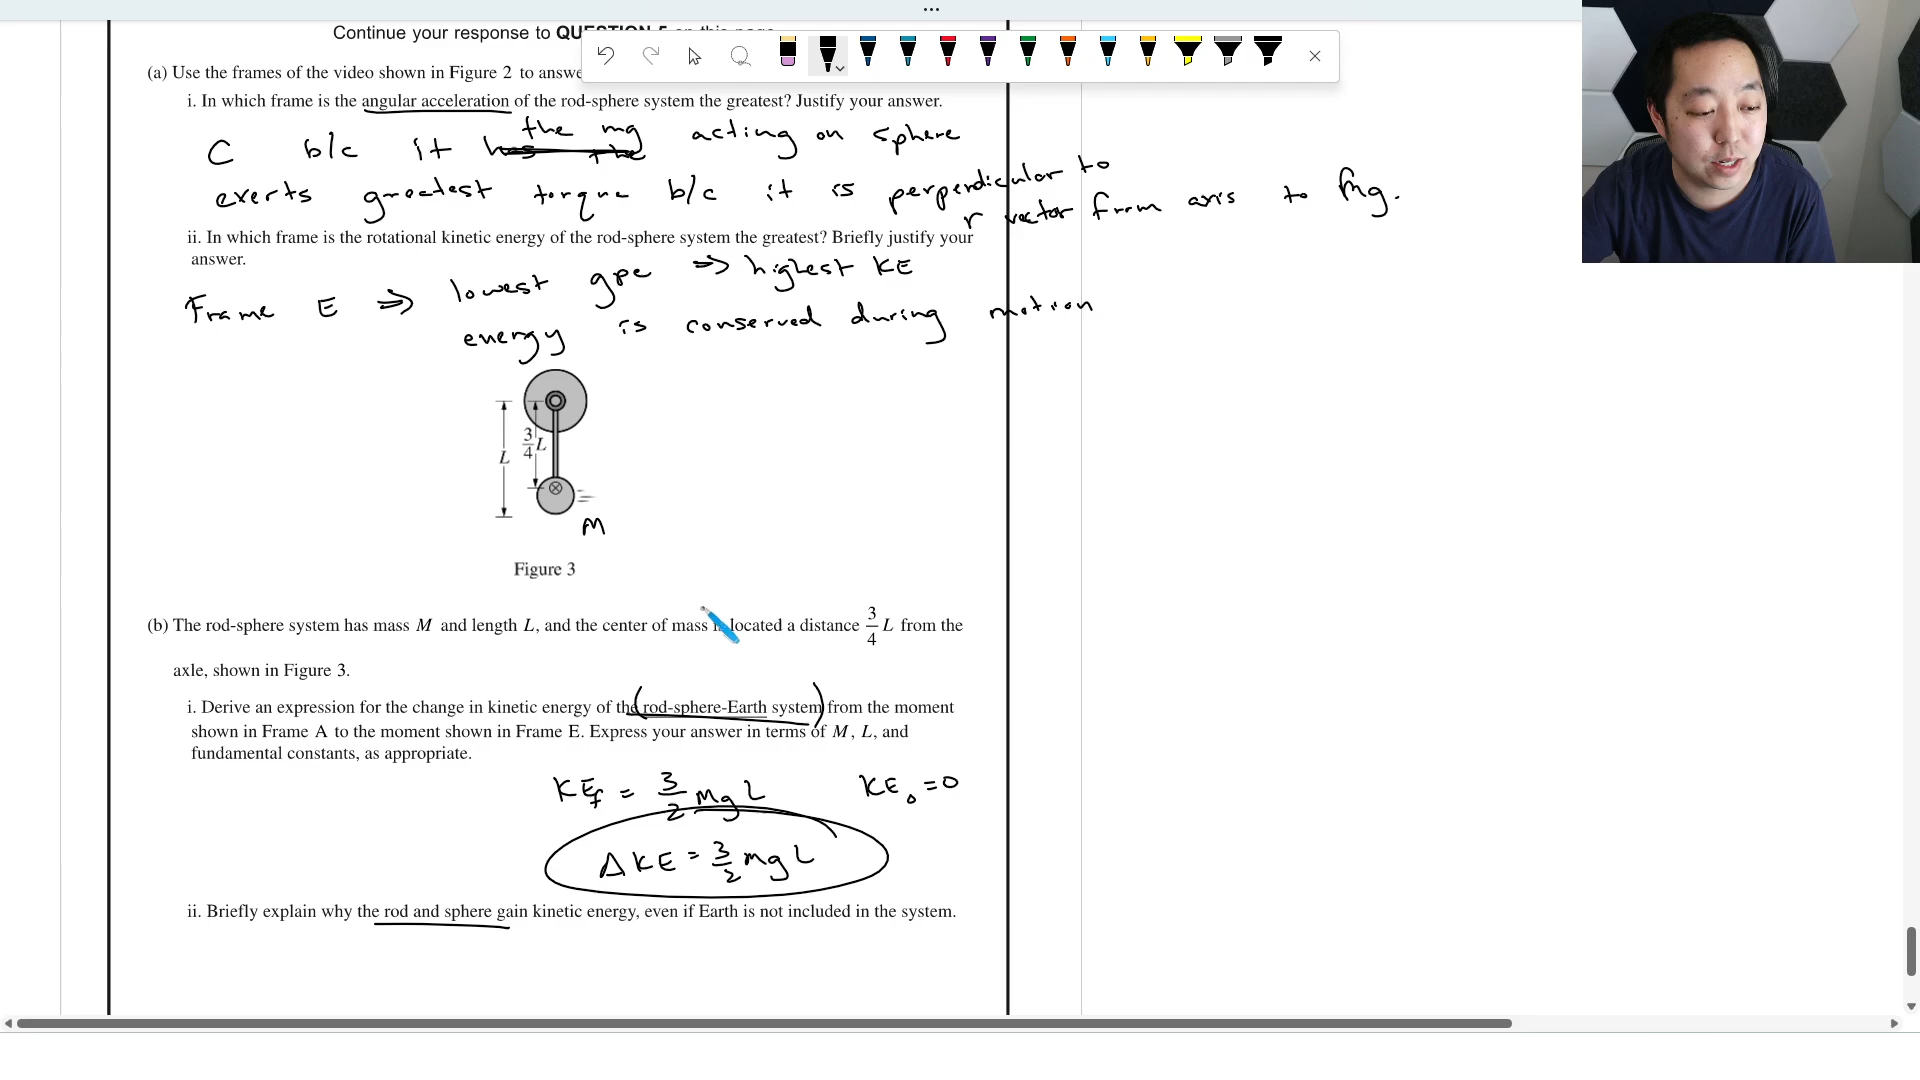 Continue your response to QUESTION 5 on this page.
(a) Use the frames of the video shown in Figure 2 to answe
i. In which frame is the angular acceleration of the rod-sphere system the greatest? Justify your answer.
the mg acting on sphere
C b/c it has the
exerts greatest torque b/c it is perpendicular to
r vector from axis to mg.
ii. In which frame is the rotational kinetic energy of the rod-sphere system the greatest? Briefly justify your
answer.
Frame E ⇒ lowest gpe ⇒ highest KE
energy is conserved during motion
L
3/4 L
M
Figure 3
(b) The rod-sphere system has mass M and length L, and the center of mass is located a distance 3/4 L from the
axle, shown in Figure 3.
i. Derive an expression for the change in kinetic energy of the rod-sphere-Earth system from the moment
shown in Frame A to the moment shown in Frame E. Express your answer in terms of M, L, and
fundamental constants, as appropriate.
KEf = 3/2 MgL KE₀ = 0
ΔKE = 3/2 MgL
ii. Briefly explain why the rod and sphere gain kinetic energy, even if Earth is not included in the system.